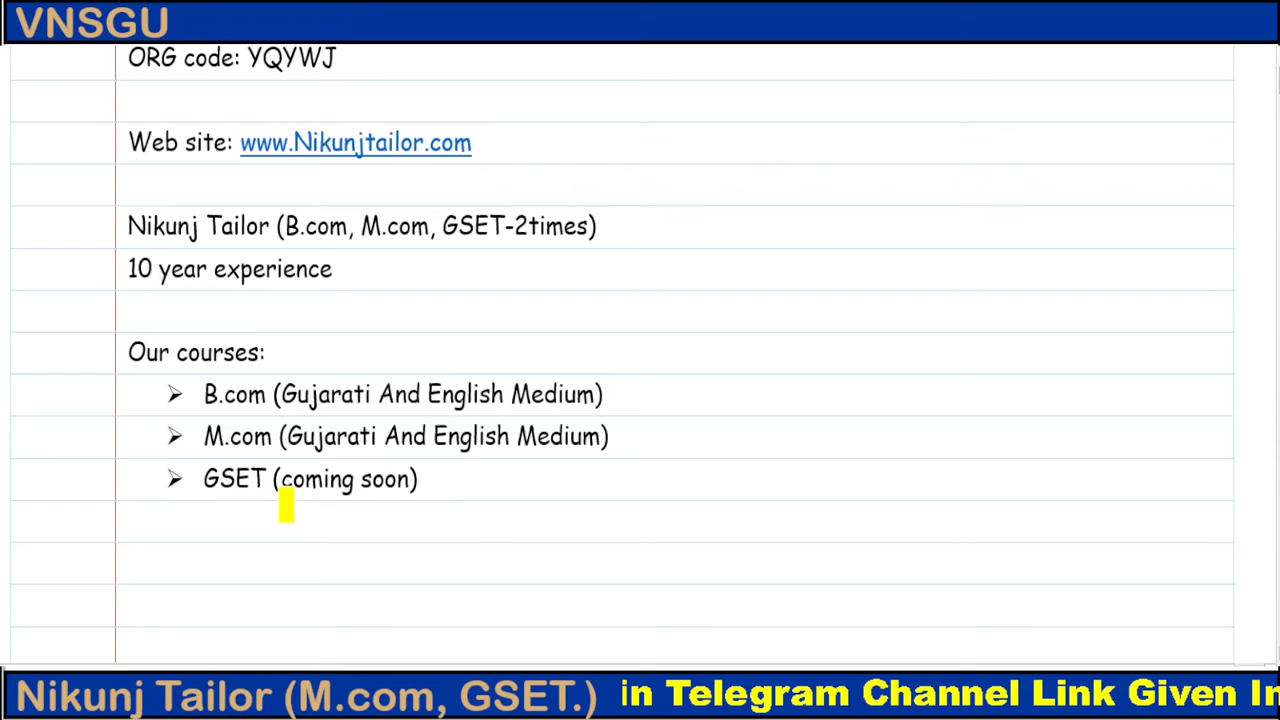 VNSGU
ORG code: YQYWJ
Web site: www.Nikunjtailor.com
Nikunj Tailor (B.com, M.com, GSET-2times)
10 year experience
Our courses:
➢ B.com (Gujarati And English Medium)
➢ M.com (Gujarati And English Medium)
➢ GSET (coming soon)
Nikunj Tailor (M.com, GSET.) in Telegram Channel Link Given In